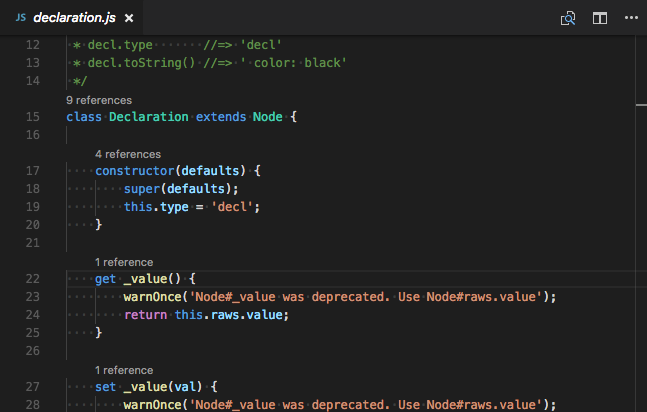 JS declaration.js ×
12 * decl.type //=> 'decl'
13 * decl.toString() //=> ' color: black'
14 */
9 references
15 class Declaration extends Node {
16
4 references
17 constructor(defaults) {
18 super(defaults);
19 this.type = 'decl';
20 }
21
1 reference
22 get _value() {
23 warnOnce('Node#_value was deprecated. Use Node#raws.value');
24 return this.raws.value;
25 }
26
1 reference
27 set _value(val) {
28 warnOnce('Node#_value was deprecated. Use Node#raws.value');